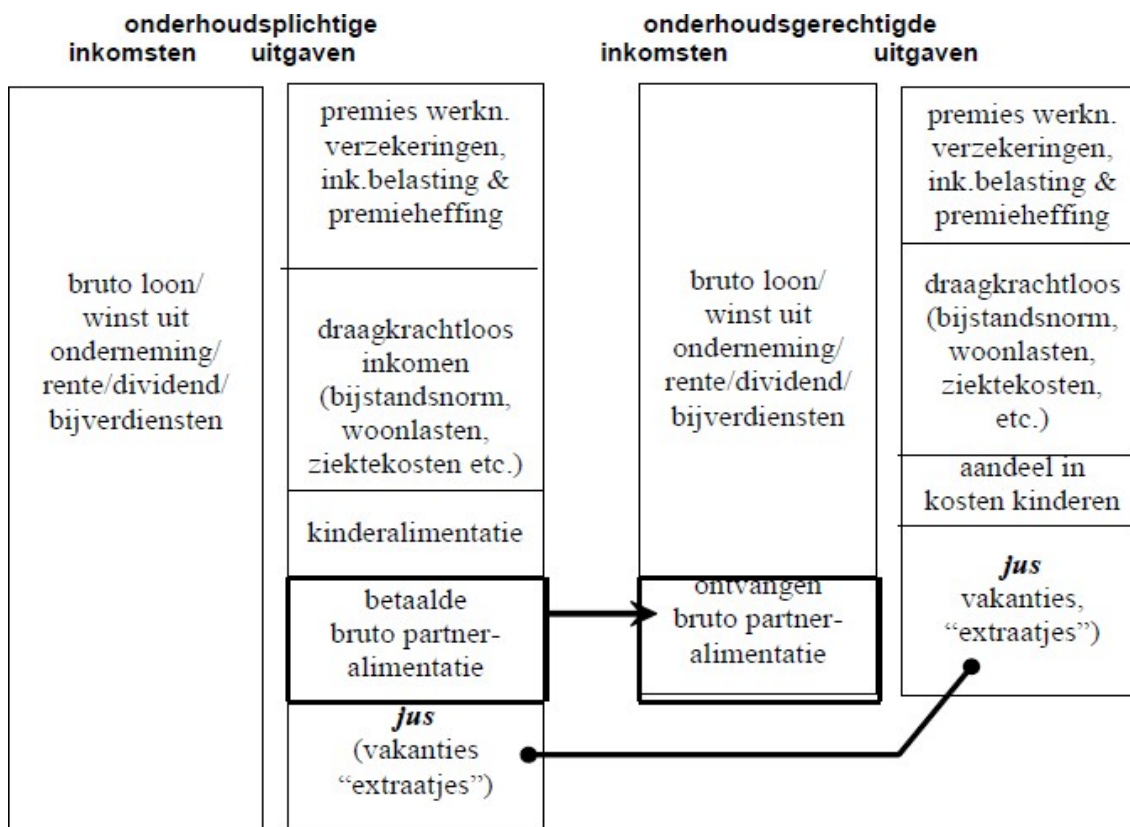 onderhoudsplichtige
inkomsten uitgaven
onderhoudsgerechtigde
inkomsten uitgaven
bruto loon/
winst uit
onderneming/
rente/dividend/
bijverdiensten
premies werkn.
verzekeringen,
ink.belasting &
premieheffing
draagkrachtloos
inkomen
(bijstandsnorm,
woonlasten,
ziektekosten etc.)
kinderalimentatie
betaalde
bruto partner-
alimentatie
jus
(vakanties
“extraatjes”)
bruto loon/
winst uit
onderneming/
rente/dividend/
bijverdiensten
ontvangen
bruto partner-
alimentatie
premies werkn.
verzekeringen,
ink.belasting &
premieheffing
draagkrachtloos
(bijstandsnorm,
woonlasten,
ziektekosten,
etc.)
aandeel in
kosten kinderen
jus
vakanties,
“extraatjes”)